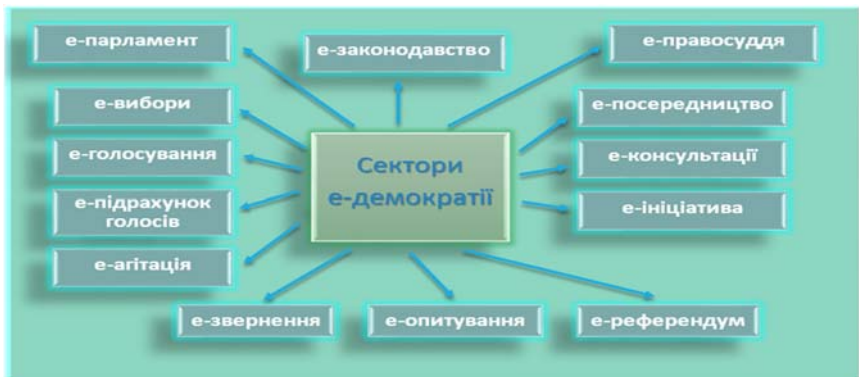 е-парламент
е-законодавство
е-правосуддя
е-вибори
е-посередництво
е-голосування
е-консультації
е-підрахунок
голосів
е-ініціатива
е-агітація
Сектори
е-демократії
е-звернення
е-опитування
е-референдум